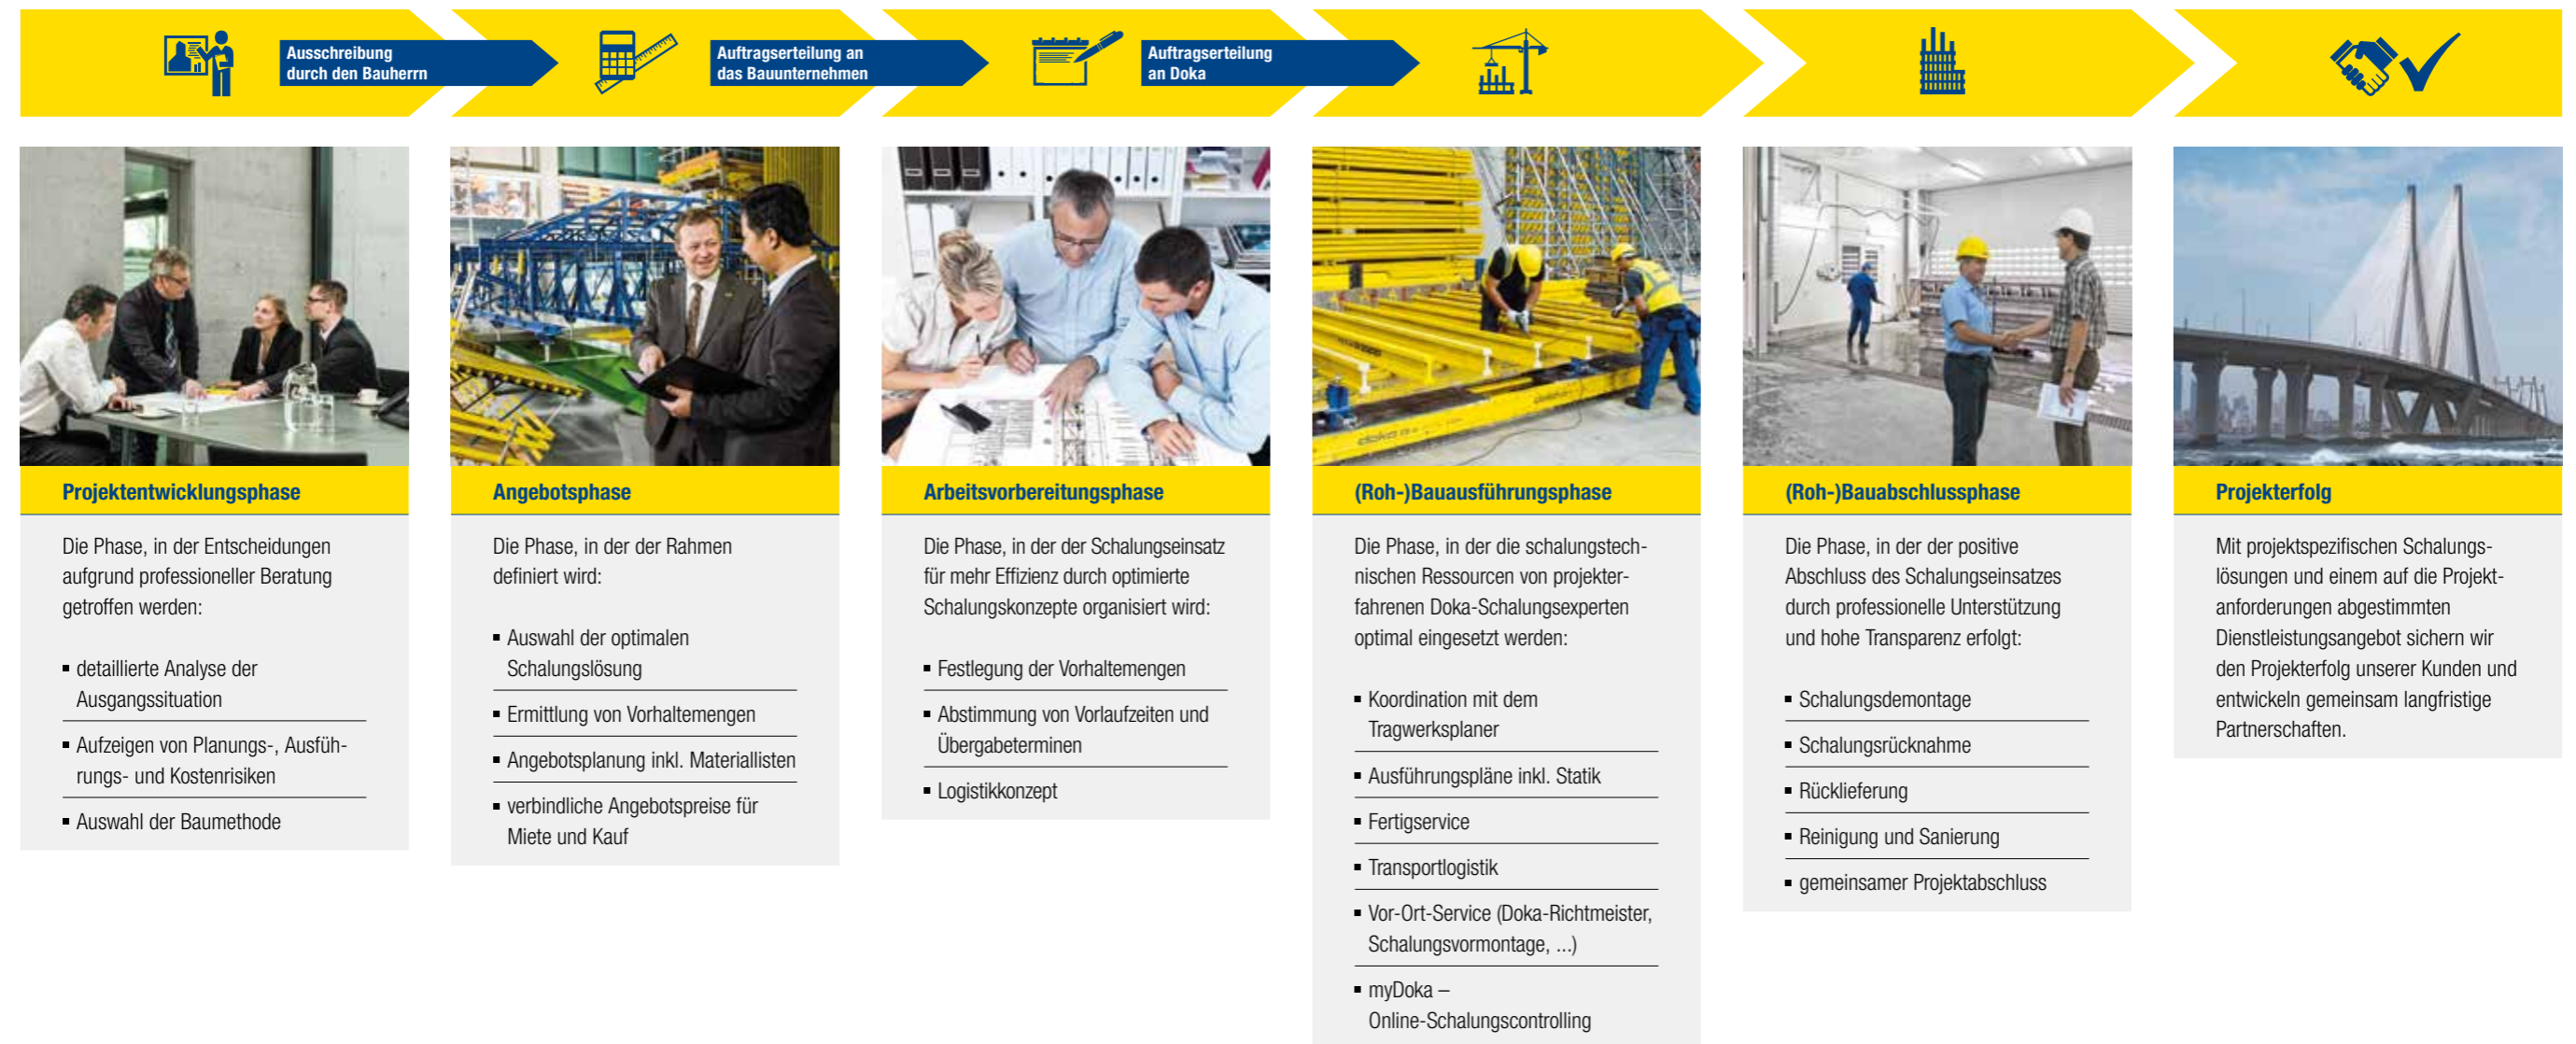 Ausschreibung
durch den Bauherrn
Auftragserteilung an
das Bauunternehmen
Auftragserteilung
an Doka
Projektentwicklungsphase
Die Phase, in der Entscheidungen
aufgrund professioneller Beratung
getroffen werden:
▪ detaillierte Analyse der
Ausgangssituation
▪ Aufzeigen von Planungs-, Ausfüh-
rungs- und Kostenrisiken
▪ Auswahl der Baumethode
Angebotsphase
Die Phase, in der der Rahmen
definiert wird:
▪ Auswahl der optimalen
Schalungslösung
▪ Ermittlung von Vorhaltemengen
▪ Angebotsplanung inkl. Materiallisten
▪ verbindliche Angebotspreise für
Miete und Kauf
Arbeitsvorbereitungsphase
Die Phase, in der der Schalungseinsatz
für mehr Effizienz durch optimierte
Schalungskonzepte organisiert wird:
▪ Festlegung der Vorhaltemengen
▪ Abstimmung von Vorlaufzeiten und
Übergabeterminen
▪ Logistikkonzept
doka
(Roh-)Bauausführungsphase
Die Phase, in der die schalungstech-
nischen Ressourcen von projekter-
fahrenen Doka-Schalungsexperten
optimal eingesetzt werden:
▪ Koordination mit dem
Tragwerksplaner
▪ Ausführungspläne inkl. Statik
▪ Fertigservice
▪ Transportlogistik
▪ Vor-Ort-Service (Doka-Richtmeister,
Schalungsvormontage, ...)
▪ myDoka –
Online-Schalungscontrolling
(Roh-)Bauabschlussphase
Die Phase, in der der positive
Abschluss des Schalungseinsatzes
durch professionelle Unterstützung
und hohe Transparenz erfolgt:
▪ Schalungsdemontage
▪ Schalungsrücknahme
▪ Rücklieferung
▪ Reinigung und Sanierung
▪ gemeinsamer Projektabschluss
Projekterfolg
Mit projektspezifischen Schalungs-
lösungen und einem auf die Projekt-
anforderungen abgestimmten
Dienstleistungsangebot sichern wir
den Projekterfolg unserer Kunden und
entwickeln gemeinsam langfristige
Partnerschaften.